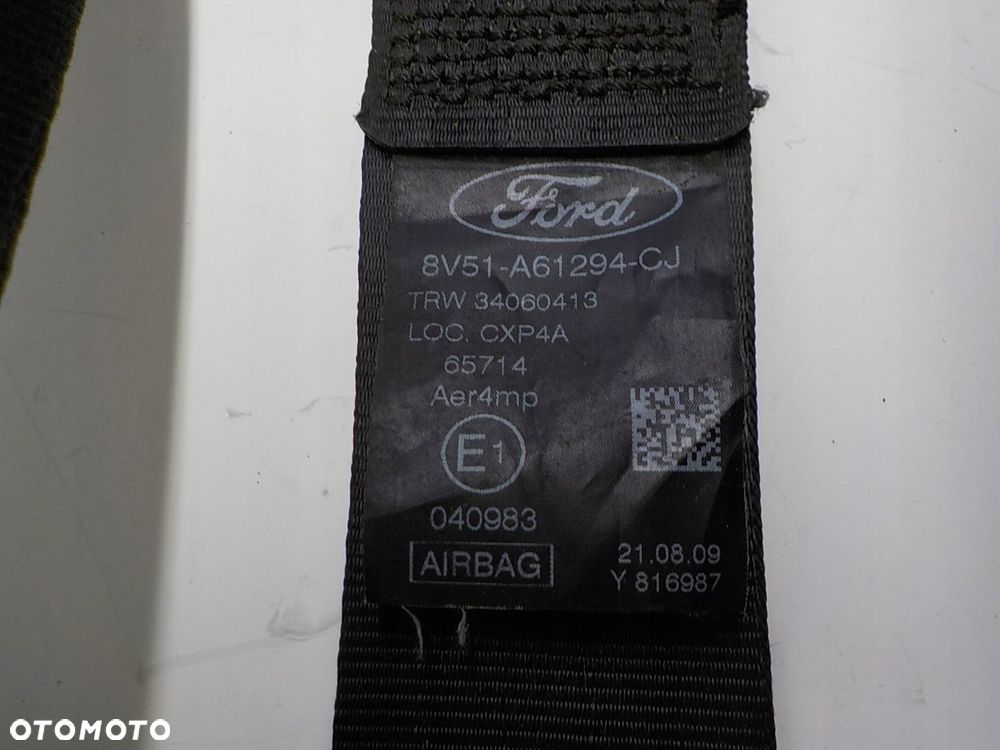 Ford
8V51-A61294-CJ
TRW 34060413
LOC. CXP4A
65714
Aer4mp
E1
040983
AIRBAG
21.08.09
Y 816987
OTOMOTO